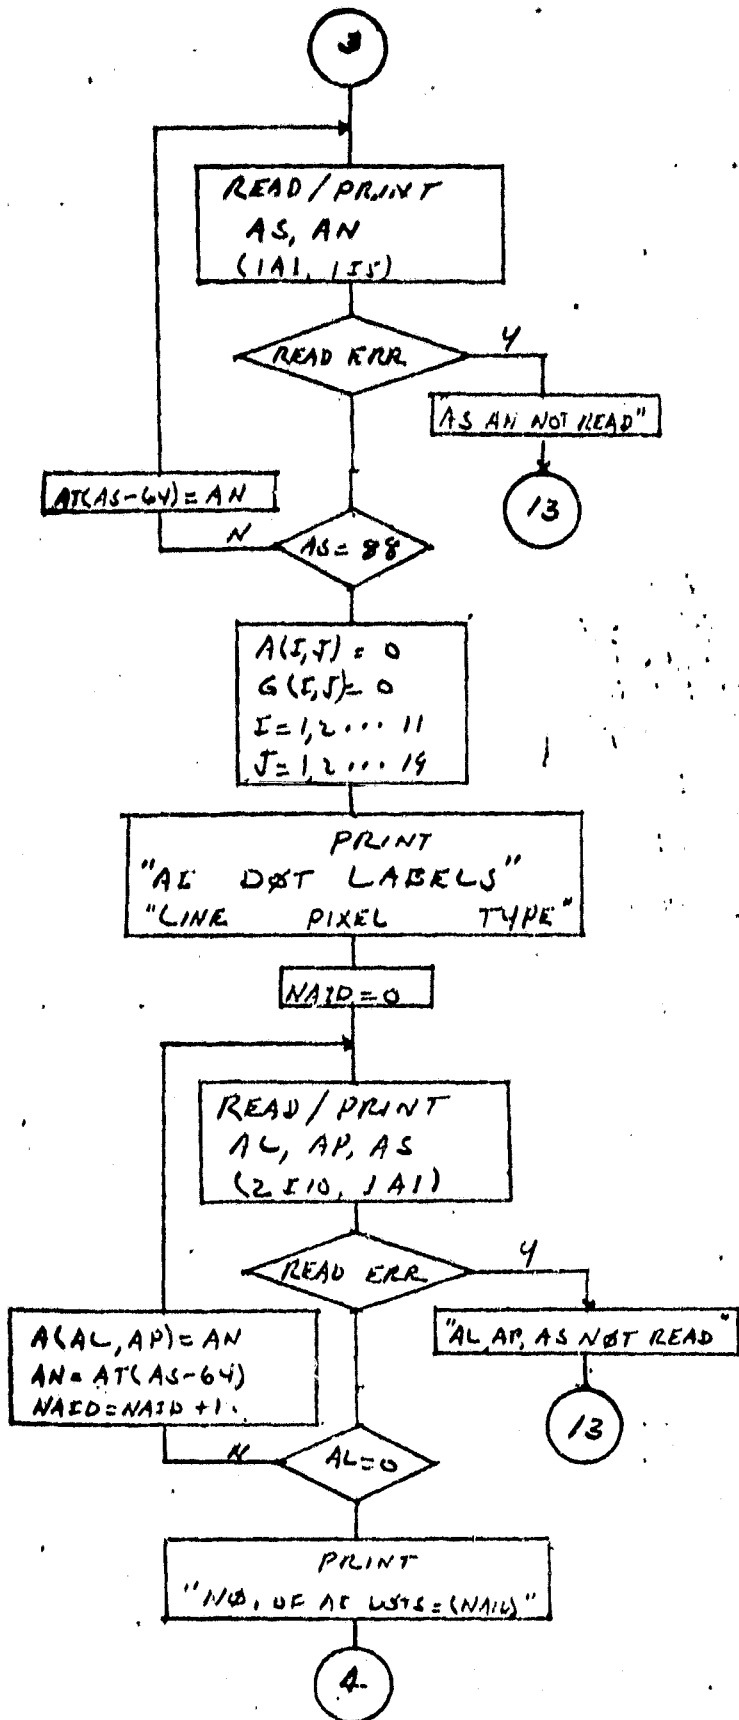 3
READ/PRINT
AS, AN
(1A1, 1I5)
READ ERR
Y
"AS AN NOT READ"
13
AT(AS-64)=AN
N
AS=88
A(I,J)=0
G(I,J)=0
I=1,2...11
J=1,2...19
PRINT
"AI DØT LABELS"
"LINE PIXEL TYPE"
NAID=0
READ/PRINT
AL, AP, AS
(2I10, 1A1)
READ ERR
Y
"AL, AP, AS NØT READ"
13
A(AL,AP)=AN
AN=AT(AS-64)
NAID=NAID+1
N
AL=0
PRINT
"NØ. OF AI =(NAID)"
4